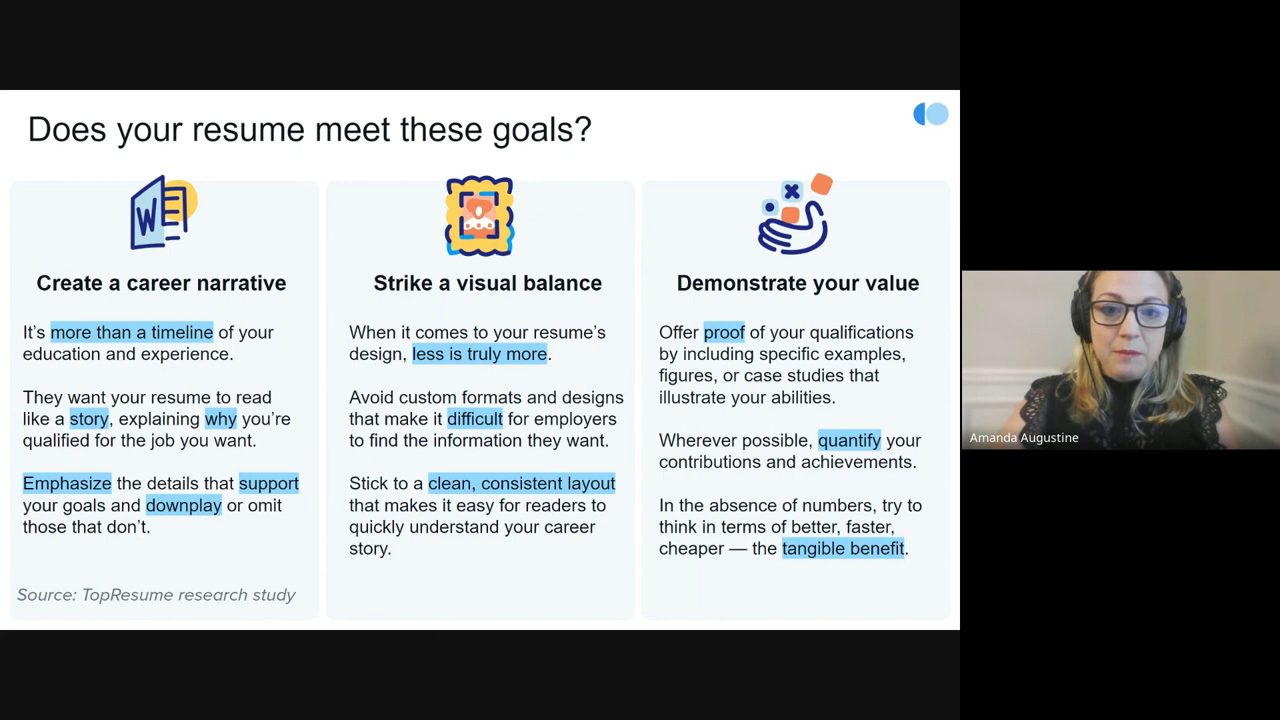 Does your resume meet these goals?
W
Create a career narrative
It's more than a timeline of your
education and experience.
They want your resume to read
like a story, explaining why you're
qualified for the job you want.
Emphasize the details that support
your goals and downplay or omit
those that don't.
Source: TopResume research study
Strike a visual balance
When it comes to your resume's
design, less is truly more.
Avoid custom formats and designs
that make it difficult for employers
to find the information they want.
Stick to a clean, consistent layout
that makes it easy for readers to
quickly understand your career
story.
Demonstrate your value
Offer proof of your qualifications
by including specific examples,
figures, or case studies that
illustrate your abilities.
Wherever possible, quantify your
contributions and achievements.
In the absence of numbers, try to
think in terms of better, faster,
cheaper — the tangible benefit.
Amanda Augustine